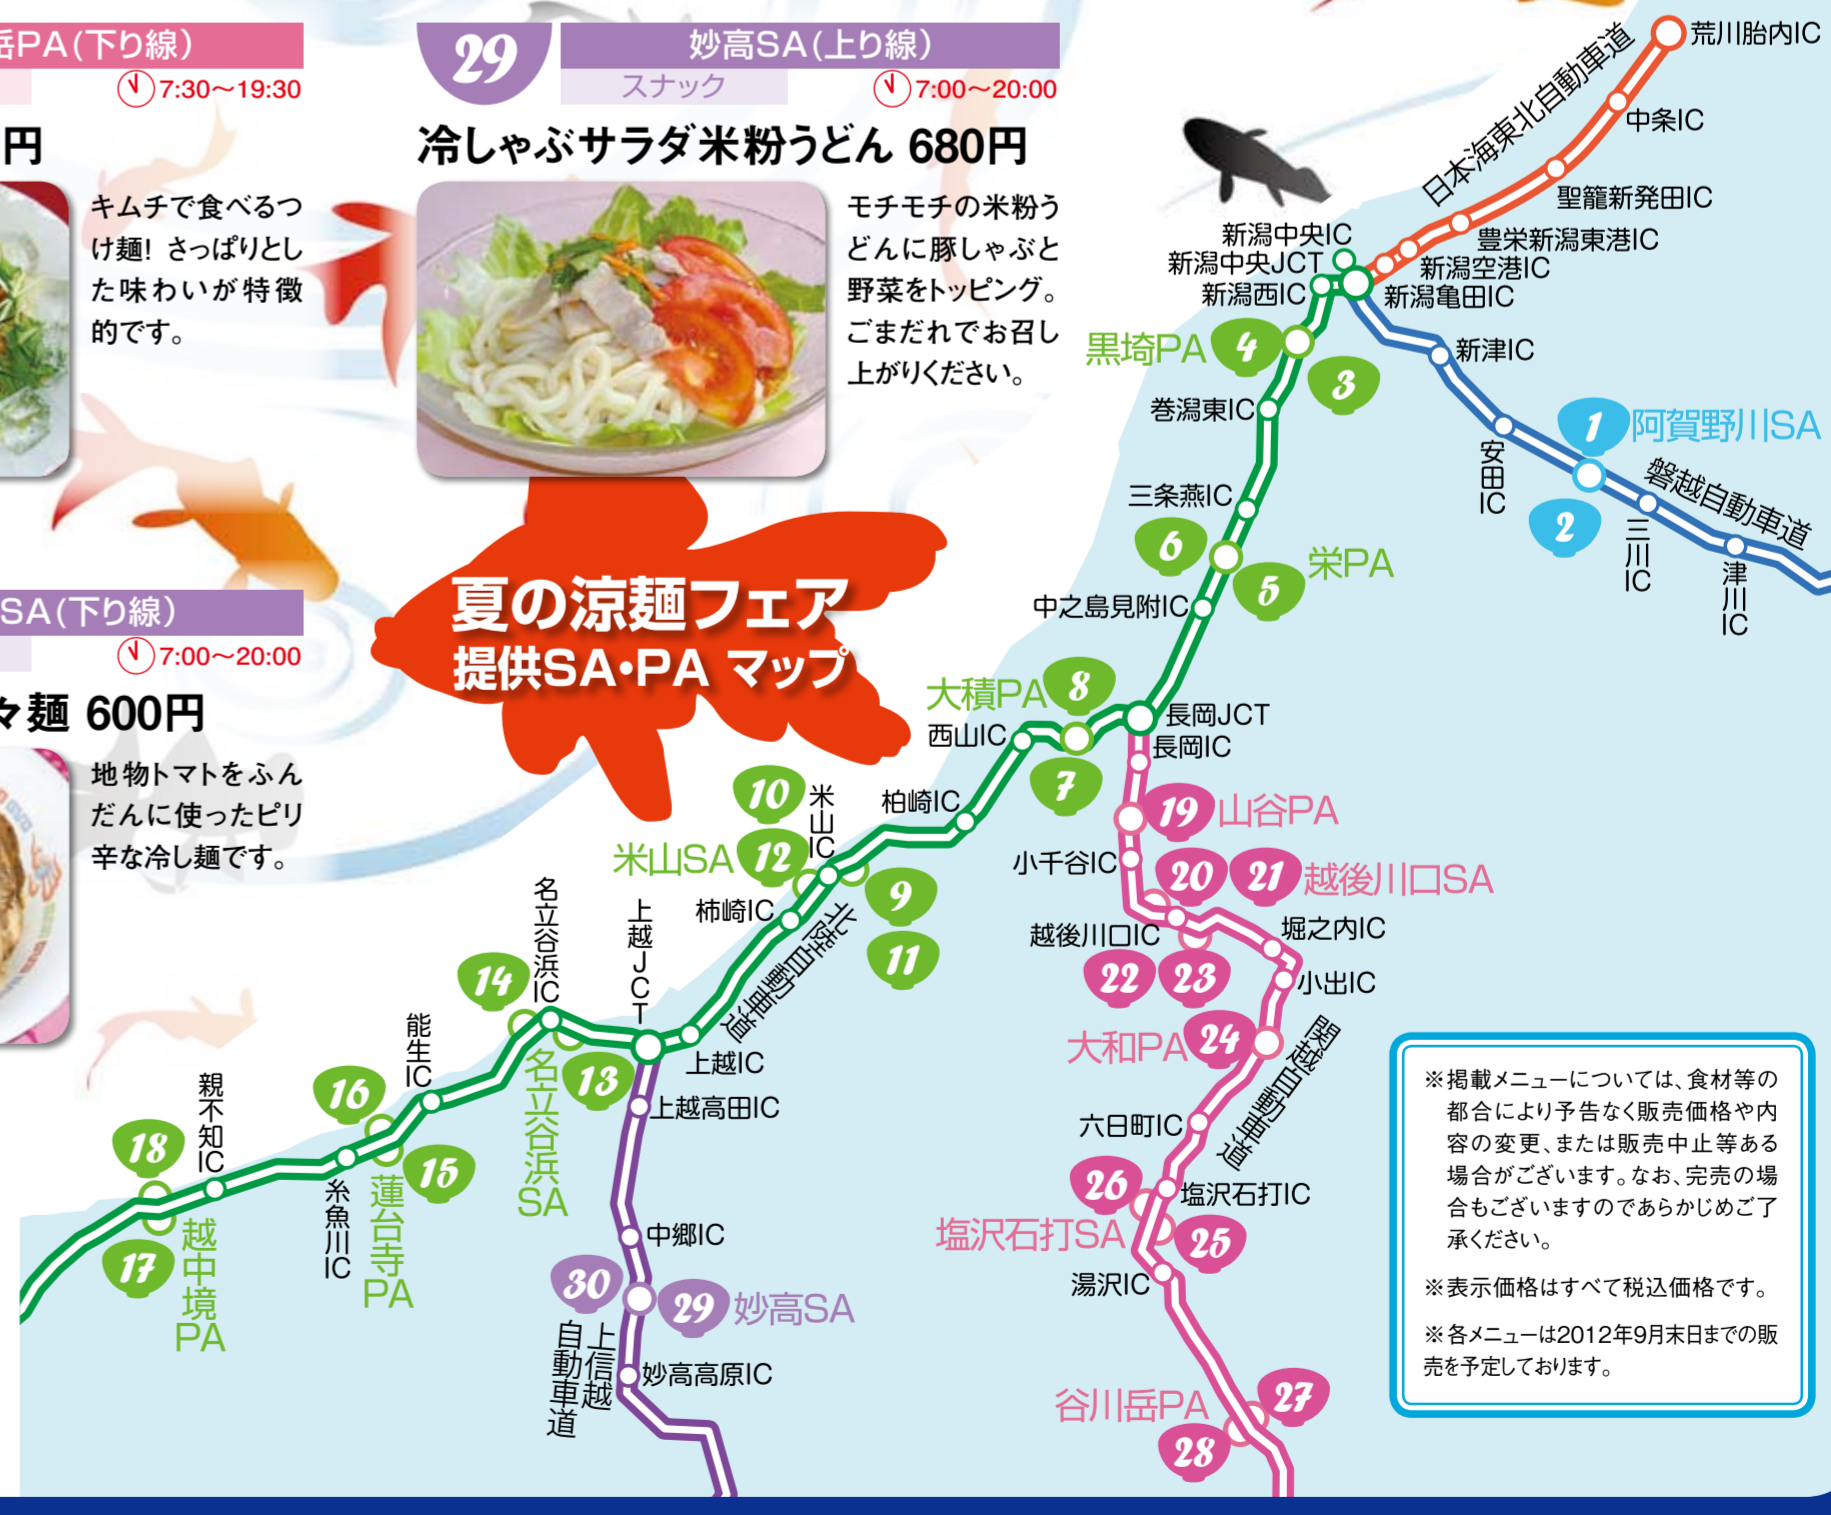 岳PA(下り線)
7:30〜19:30
円
キムチで食べるつ
け麺! さっぱりとし
た味わいが特徴
的です。
SA(下り線)
7:00〜20:00
々麺 600円
地物トマトをふん
だんに使ったピリ
辛な冷し麺です。
29
妙高SA(上り線)
スナック
7:00〜20:00
冷しゃぶサラダ米粉うどん 680円
モチモチの米粉う
どんに豚しゃぶと
野菜をトッピング。
ごまだれでお召し
上がりください。
夏の涼麺フェア
提供SA・PA マップ
荒川胎内IC
日本海東北自動車道
中条IC
聖籠新発田IC
豊栄新潟東港IC
新潟空港IC
新潟亀田IC
新潟中央IC
新潟中央JCT
新潟西IC
黒埼PA
4
3
新津IC
巻潟東IC
安田IC
1
阿賀野川SA
2
磐越自動車道
三川IC
津川IC
三条燕IC
6
栄PA
5
中之島見附IC
大積PA
8
長岡JCT
西山IC
長岡IC
7
柏崎IC
10
米山IC
米山SA
12
9
11
柿崎IC
北陸自動車道
19
山谷PA
小千谷IC
20
21
越後川口SA
越後川口IC
堀之内IC
22
23
小出IC
大和PA
24
関越自動車道
六日町IC
26
塩沢石打IC
塩沢石打SA
25
湯沢IC
谷川岳PA
27
28
名立谷浜IC
上越JCT
14
上越IC
名立谷浜SA
13
上越高田IC
能生IC
16
15
親不知IC
18
糸魚川IC
蓮台寺PA
17
越中境PA
中郷IC
30
29
妙高SA
上信越
自動車道
妙高高原IC
※掲載メニューについては、食材等の
都合により予告なく販売価格や内
容の変更、または販売中止等ある
場合がございます。なお、完売の場
合もございますのであらかじめご了
承ください。
※表示価格はすべて税込価格です。
※各メニューは2012年9月末日までの販
売を予定しております。